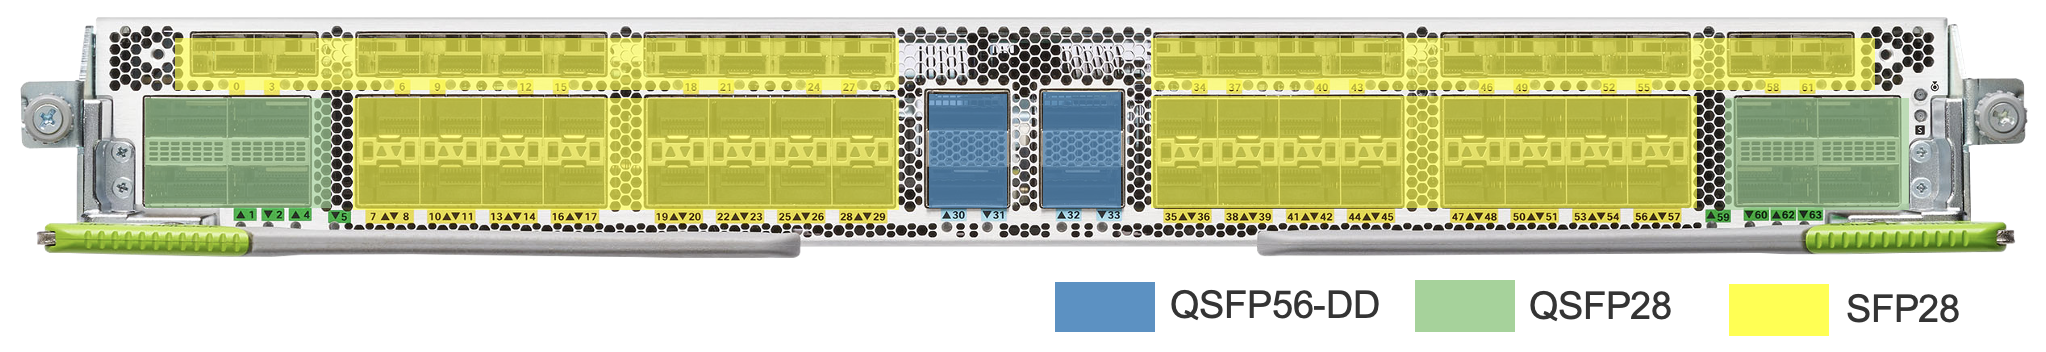 0 3 6 9 12 15 18 21 24 27 34 37 40 43 46 49 52 55 58 61
S
▲1 ▼2 ▲4 ▼5 7▲▼8 10▲▼11 13▲▼14 16▲▼17 19▲▼20 22▲▼23 25▲▼26 28▲▼29 ▲30 ▼31 ▲32 ▼33 35▲▼36 38▲▼39 41▲▼42 44▲▼45 47▲▼48 50▲▼51 53▲▼54 56▲▼57 ▲59 ▼60 ▲62 ▼63
QSFP56-DD QSFP28 SFP28